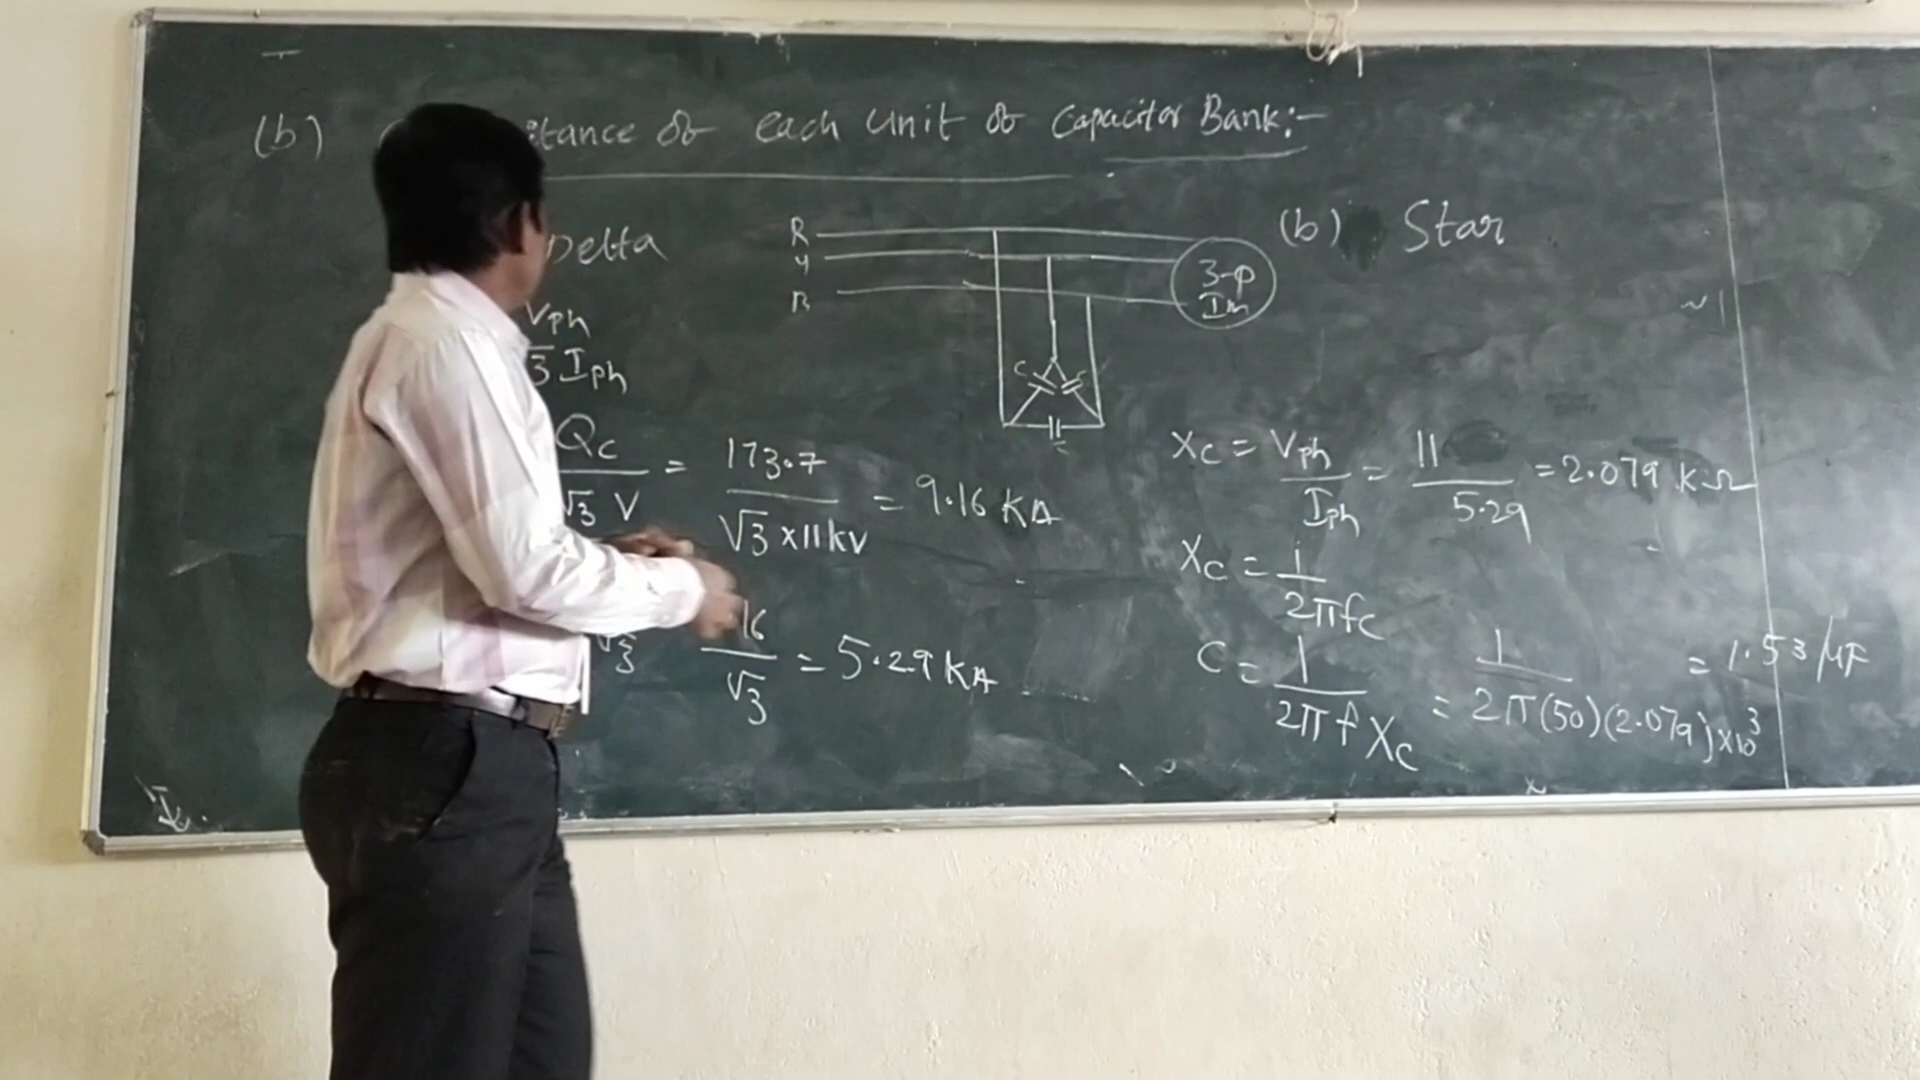 (b) itance of each unit of Capacitor Bank:-
Delta
R
Y
B
3-φ
Im
(b) Star
Vph
√3 Iph
C
C
Qc / √3 V = 173.7 / √3 x 11kV = 9.16 KA
√3
16 / √3 = 5.29 KA
Xc = Vph / Iph = 11 / 5.29 = 2.079 KΩ
Xc = 1 / 2πfc
C = 1 / 2πf Xc = 1 / 2π(50)(2.079)x10³ = 1.53 μF